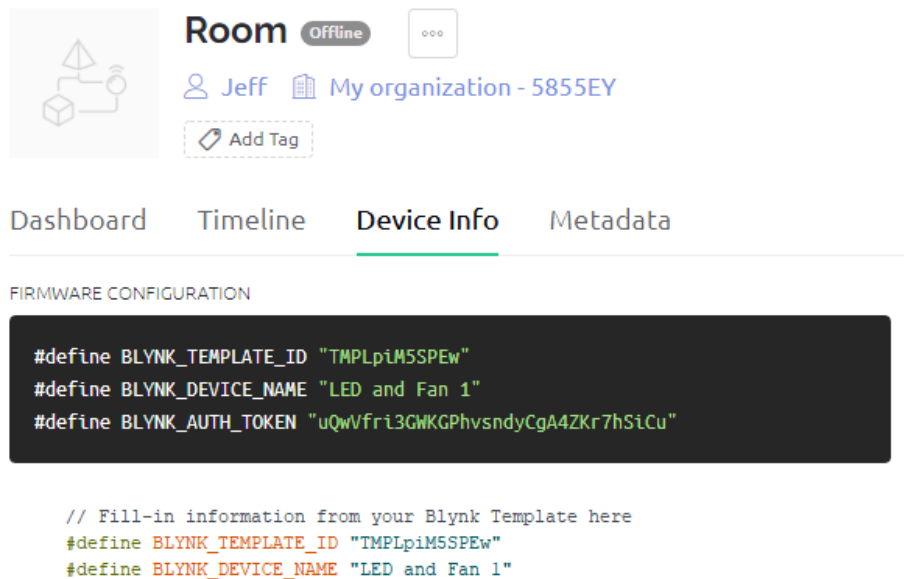 Room Offline
Jeff My organization - 5855EY
Add Tag
Dashboard Timeline Device Info Metadata
FIRMWARE CONFIGURATION
#define BLYNK_TEMPLATE_ID "TMPLpiM5SPEw"
#define BLYNK_DEVICE_NAME "LED and Fan 1"
#define BLYNK_AUTH_TOKEN "uQwVfri3GWKGPhvsndyCgA4ZKr7hSiCu"
// Fill-in information from your Blynk Template here
#define BLYNK_TEMPLATE_ID "TMPLpiM5SPEw"
#define BLYNK_DEVICE_NAME "LED and Fan 1"